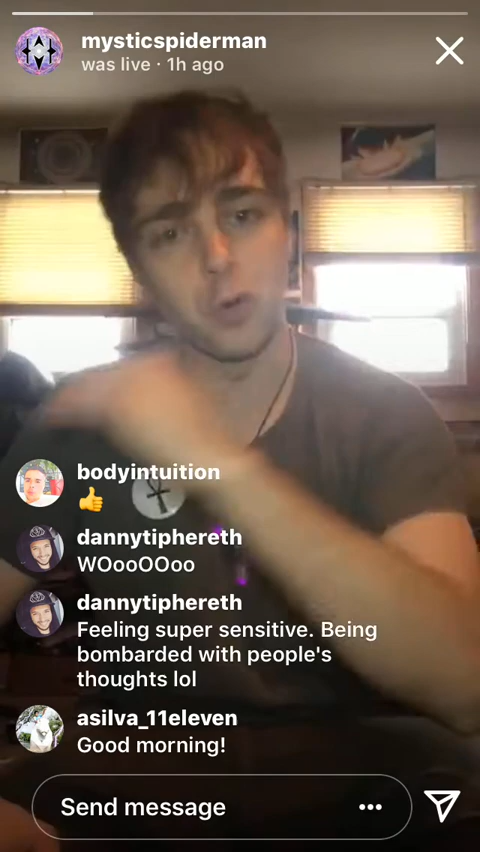 mysticspiderman
was live · 1h ago
bodyintuition
👍
dannytiphereth
WOooOOoo
dannytiphereth
Feeling super sensitive. Being
bombarded with people's
thoughts lol
asilva_11eleven
Good morning!
Send message